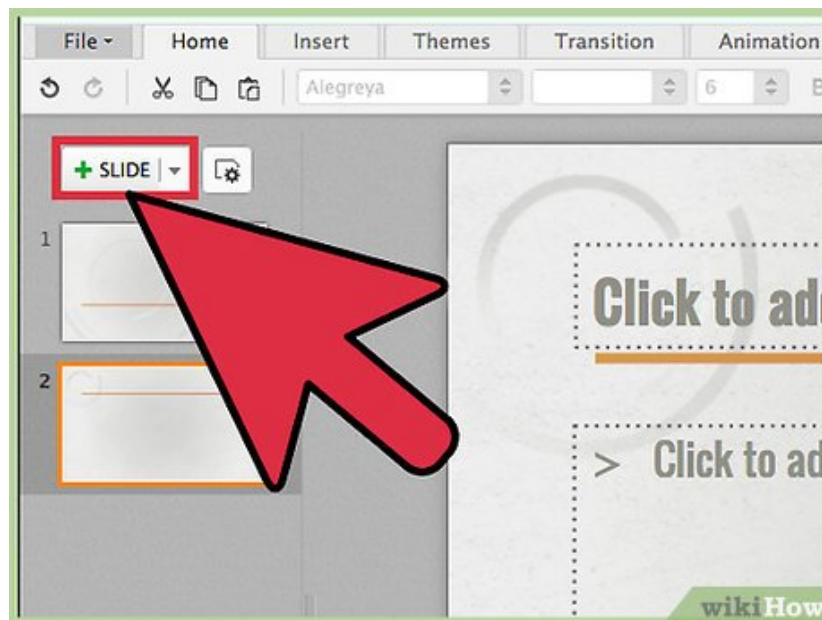 File Home Insert Themes Transition Animation
Alegreya 6 B
+ SLIDE
1
Click to ad
2
> Click to ad
wikiHow